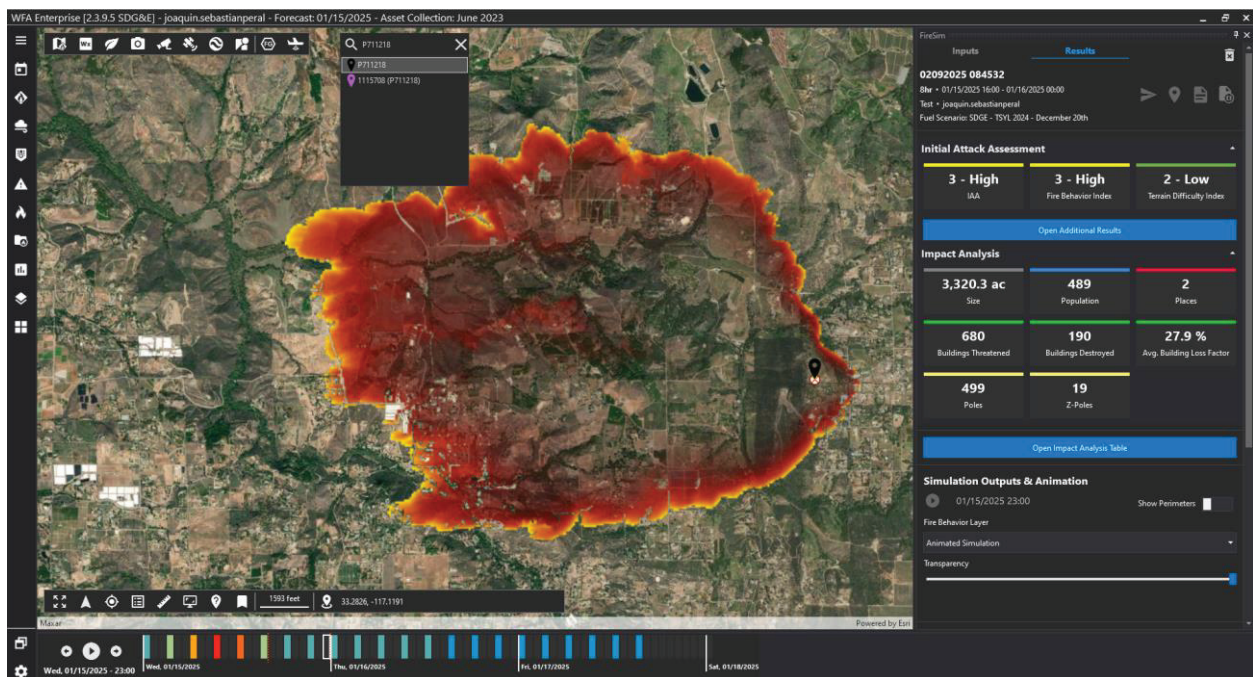 WFA Enterprise [2.3.9.5 SDG&E] - joaquin.sebastianperal - Forecast: 01/15/2025 - Asset Collection: June 2023
Wx
FG
P711218
P711218
1115708 (P711218)
1593 feet
33.2826, -117.1191
Maxar
Powered by Esri
Wed, 01/15/2025 - 23:00
Wed, 01/15/2025
Thu, 01/16/2025
Fri, 01/17/2025
Sat, 01/18/2025
FireSim
Inputs
Results
02092025 084532
8hr • 01/15/2025 16:00 - 01/16/2025 00:00
Test • joaquin.sebastianperal
Fuel Scenario: SDGE - TSYL 2024 - December 20th
Initial Attack Assessment
3 - High
IAA
3 - High
Fire Behavior Index
2 - Low
Terrain Difficulty Index
Open Additional Results
Impact Analysis
3,320.3 ac
Size
489
Population
2
Places
680
Buildings Threatened
190
Buildings Destroyed
27.9 %
Avg. Building Loss Factor
499
Poles
19
Z-Poles
Open Impact Analysis Table
Simulation Outputs & Animation
01/15/2025 23:00
Show Perimeters
Fire Behavior Layer
Animated Simulation
Transparency